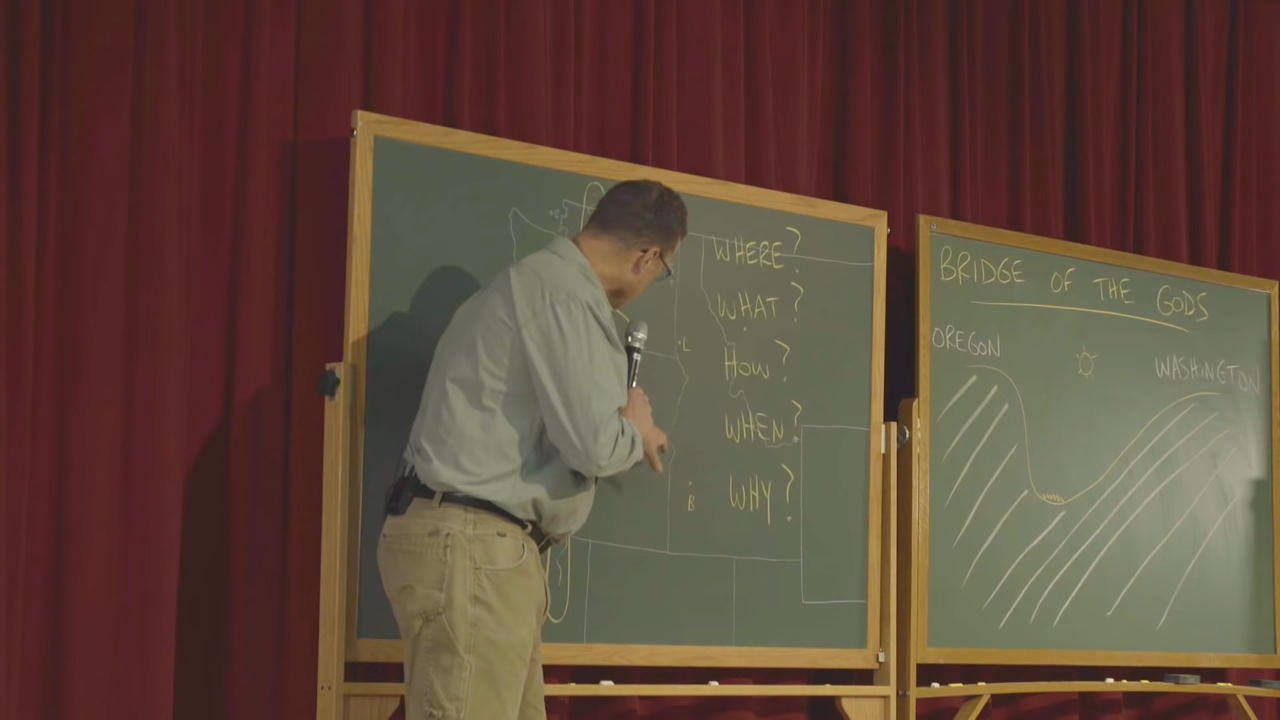 WHERE?
WHAT?
HOW?
WHEN?
WHY?
L
B
BRIDGE OF THE GODS
OREGON
WASHINGTON